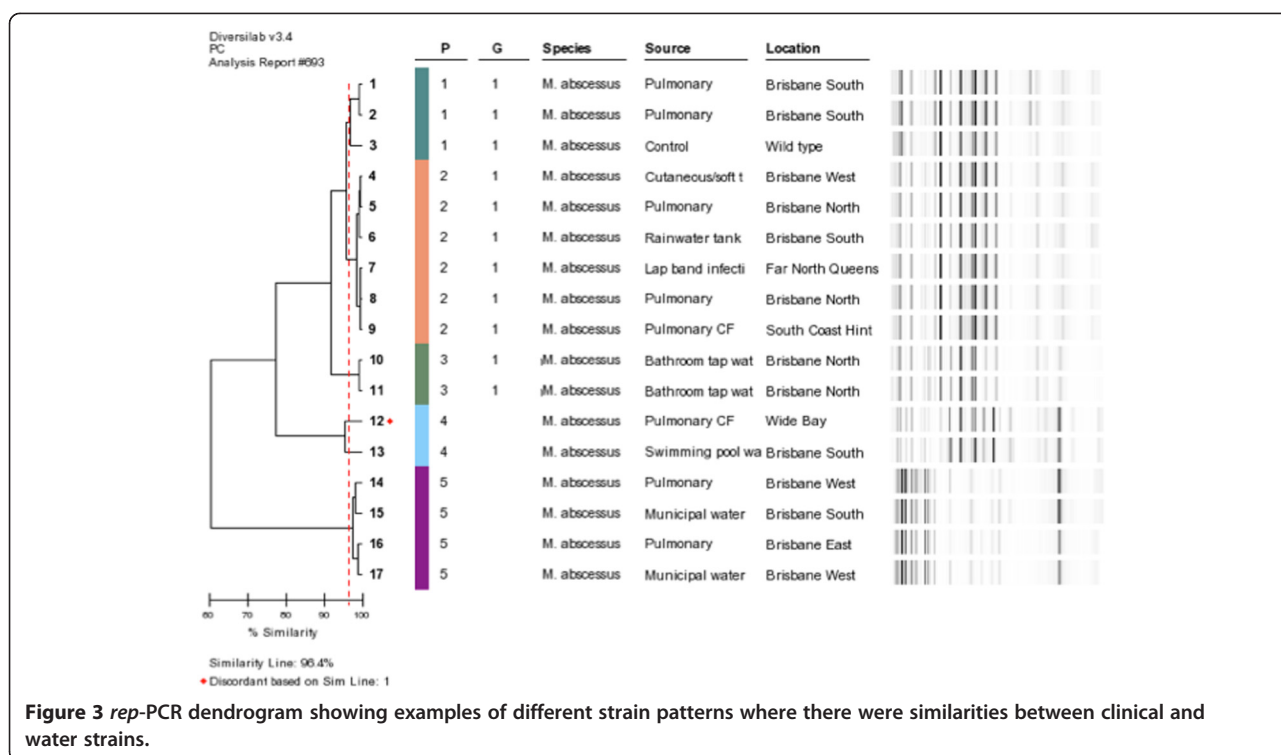 Diversilab v3.4
PC
Analysis Report #693
P G Species Source Location
1 1 1 M. abscessus Pulmonary Brisbane South
2 1 1 M. abscessus Pulmonary Brisbane South
3 1 1 M. abscessus Control Wild type
4 2 1 M. abscessus Cutaneous/soft t Brisbane West
5 2 1 M. abscessus Pulmonary Brisbane North
6 2 1 M. abscessus Rainwater tank Brisbane South
7 2 1 M. abscessus Lap band infecti Far North Queens
8 2 1 M. abscessus Pulmonary Brisbane North
9 2 1 M. abscessus Pulmonary CF South Coast Hint
10 3 1 M. abscessus Bathroom tap wat Brisbane North
11 3 1 M. abscessus Bathroom tap wat Brisbane North
12 4 M. abscessus Pulmonary CF Wide Bay
13 4 M. abscessus Swimming pool wa Brisbane South
14 5 M. abscessus Pulmonary Brisbane West
15 5 M. abscessus Municipal water Brisbane South
16 5 M. abscessus Pulmonary Brisbane East
17 5 M. abscessus Municipal water Brisbane West
60 70 80 90 100
% Similarity
Similarity Line: 96.4%
Discordant based on Sim Line: 1
Figure 3 rep-PCR dendrogram showing examples of different strain patterns where there were similarities between clinical and
water strains.